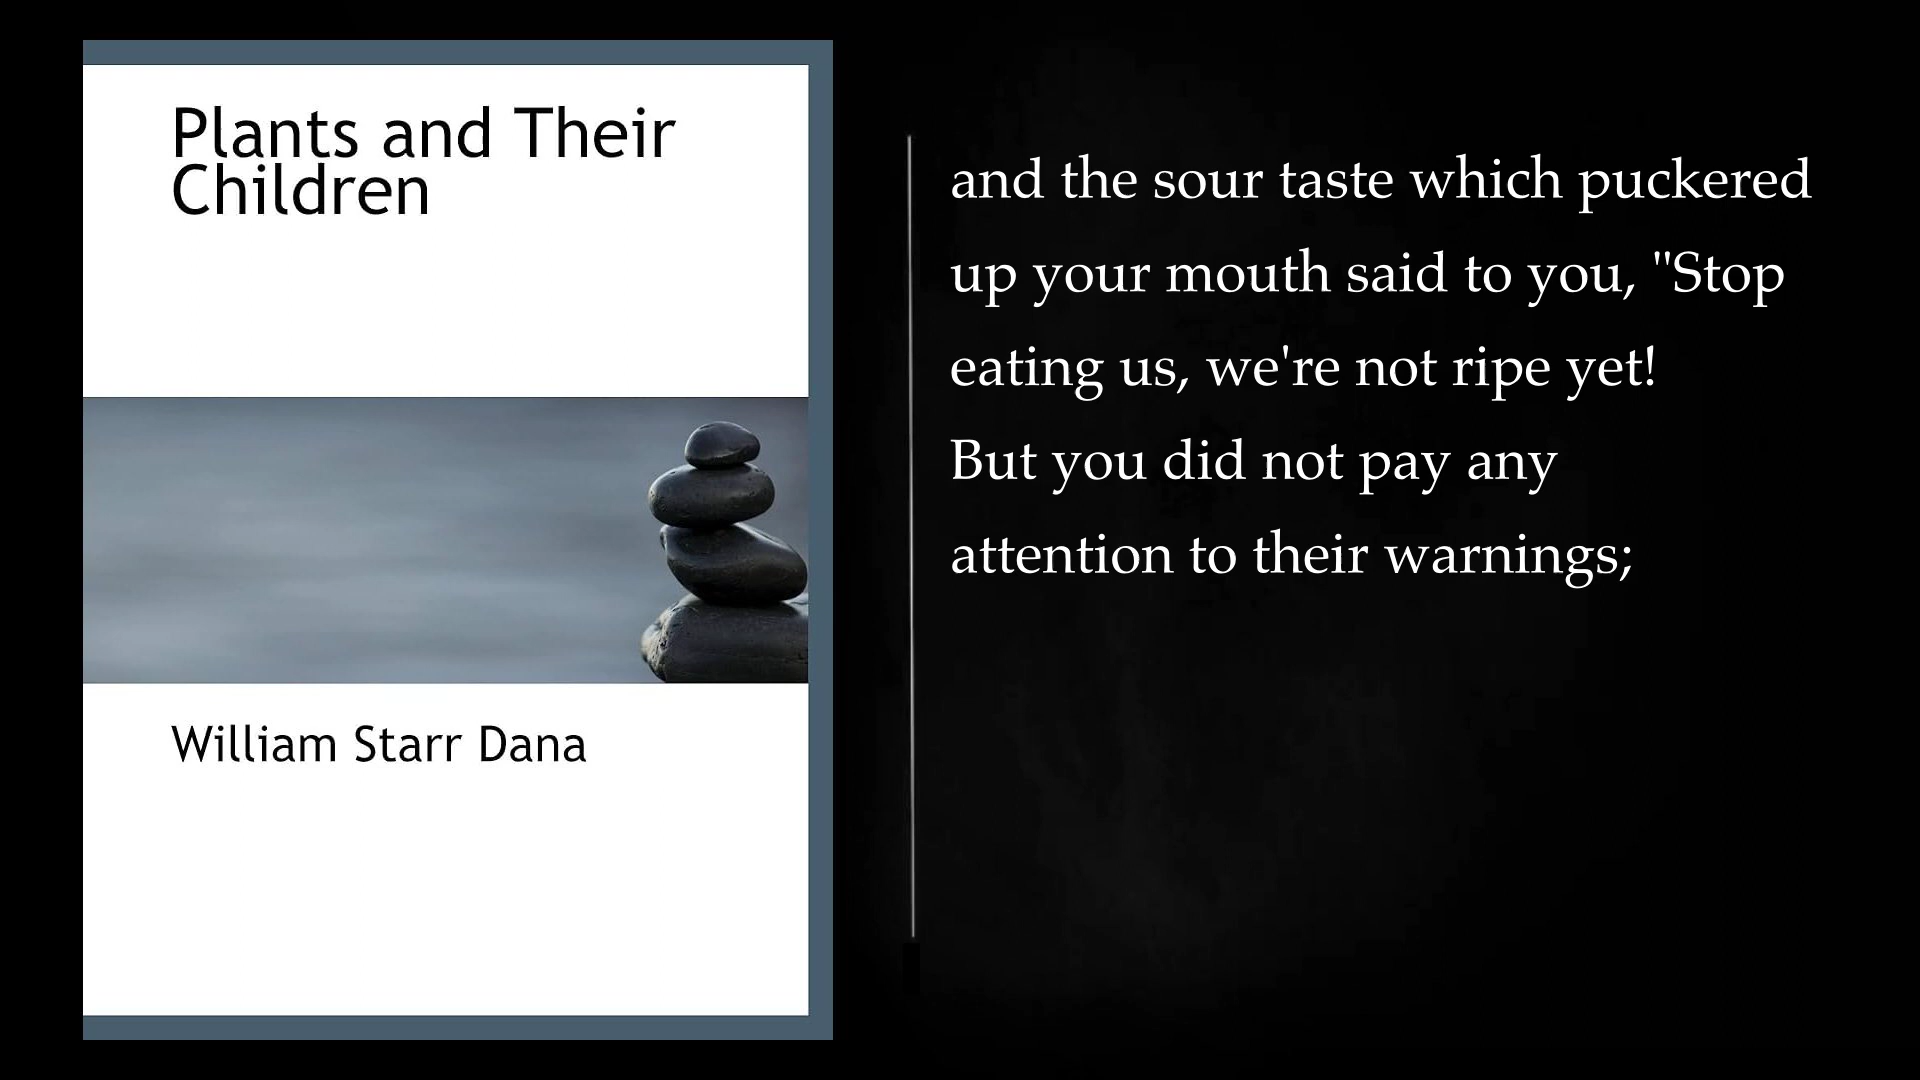 Plants and Their
Children
William Starr Dana
and the sour taste which puckered
up your mouth said to you, "Stop
eating us, we're not ripe yet!
But you did not pay any
attention to their warnings;